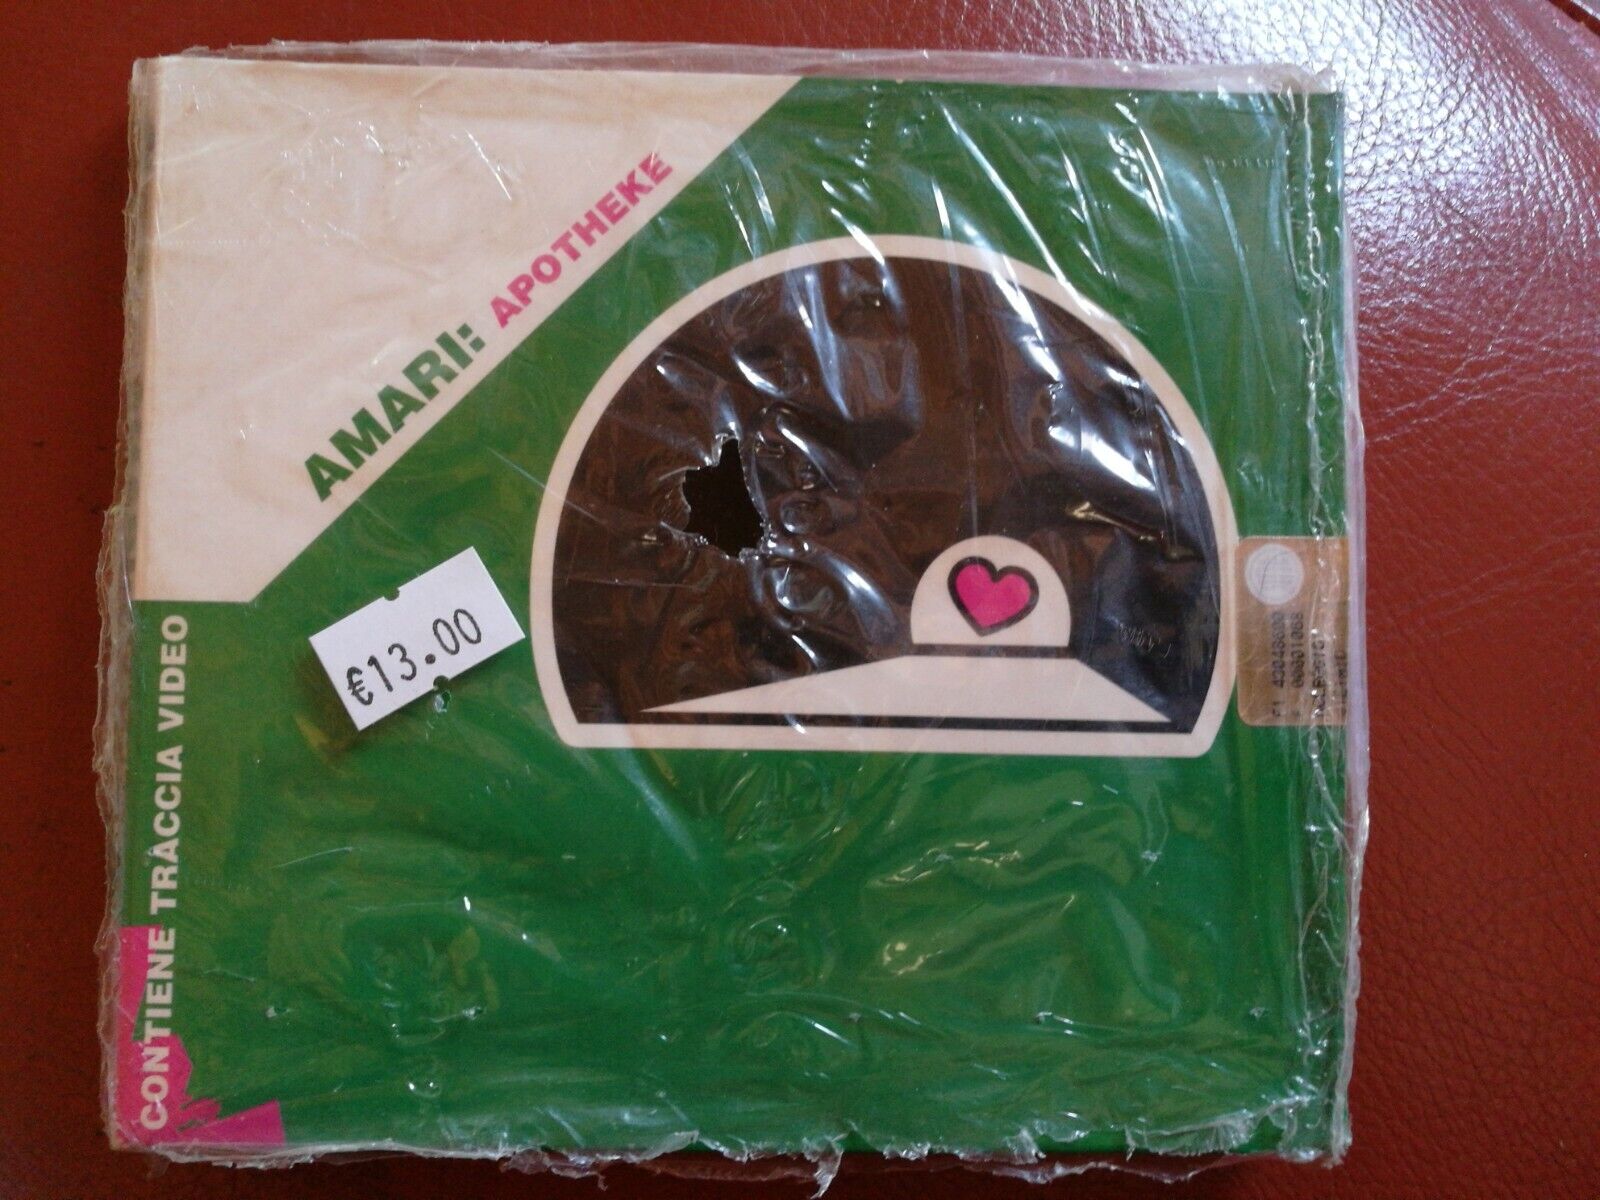 AMARI: APOTHEKE
€13.00
CONTIENE TRACCIA VIDEO